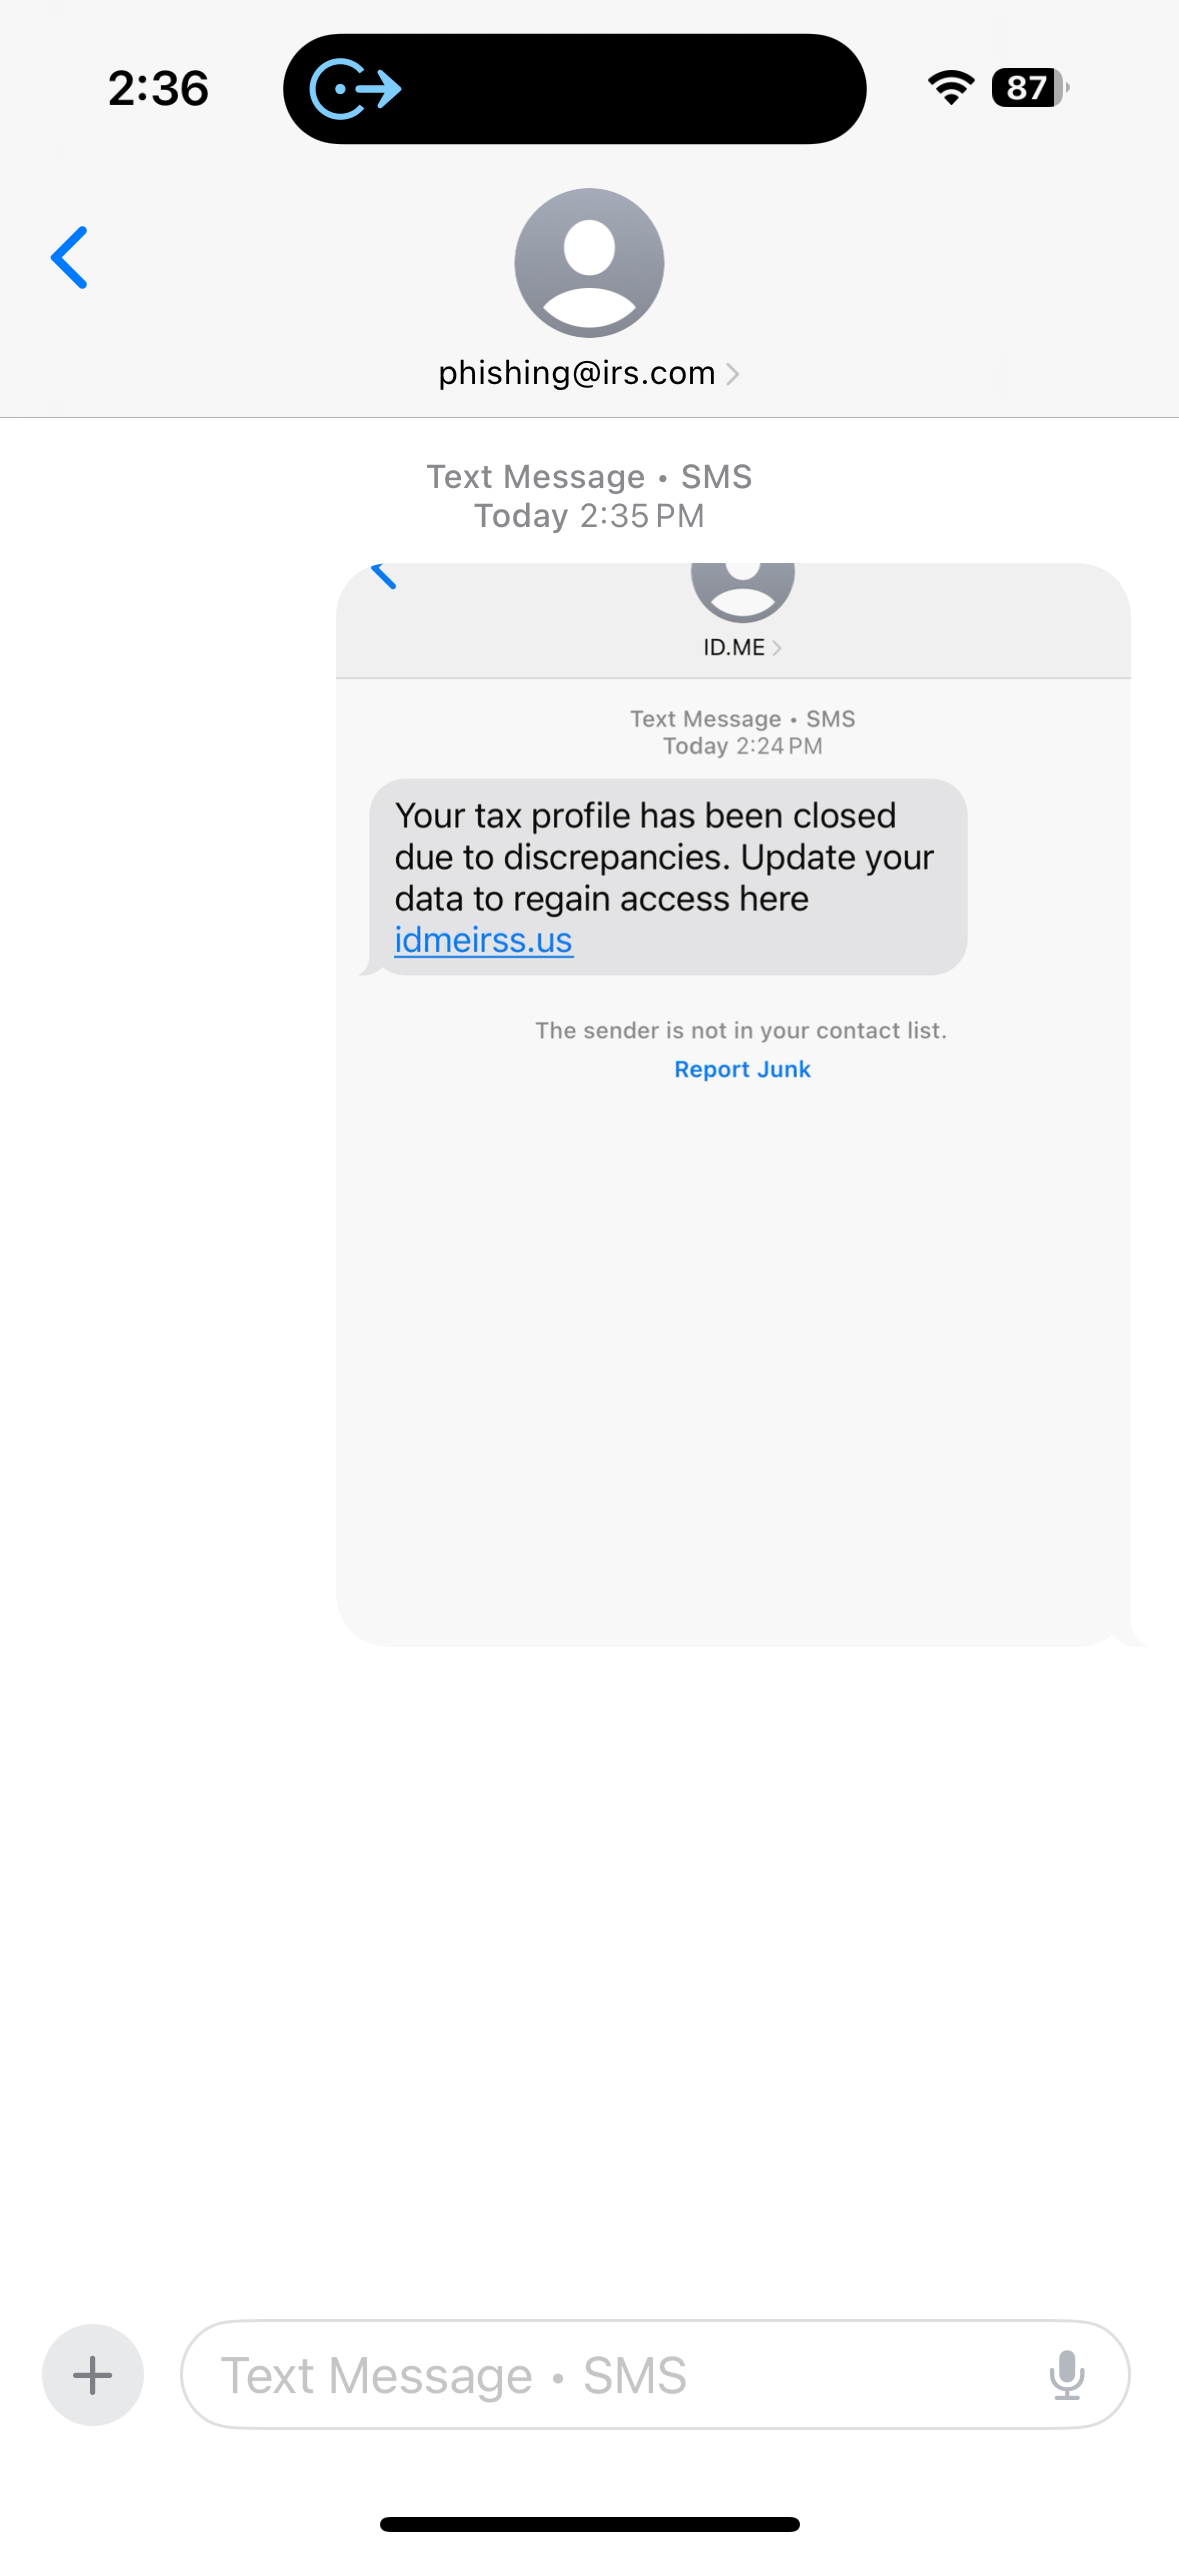 2:36
87
phishing@irs.com
Text Message • SMS
Today 2:35 PM
ID.ME
Text Message • SMS
Today 2:24 PM
Your tax profile has been closed
due to discrepancies. Update your
data to regain access here
idmeirss.us
The sender is not in your contact list.
Report Junk
Text Message • SMS